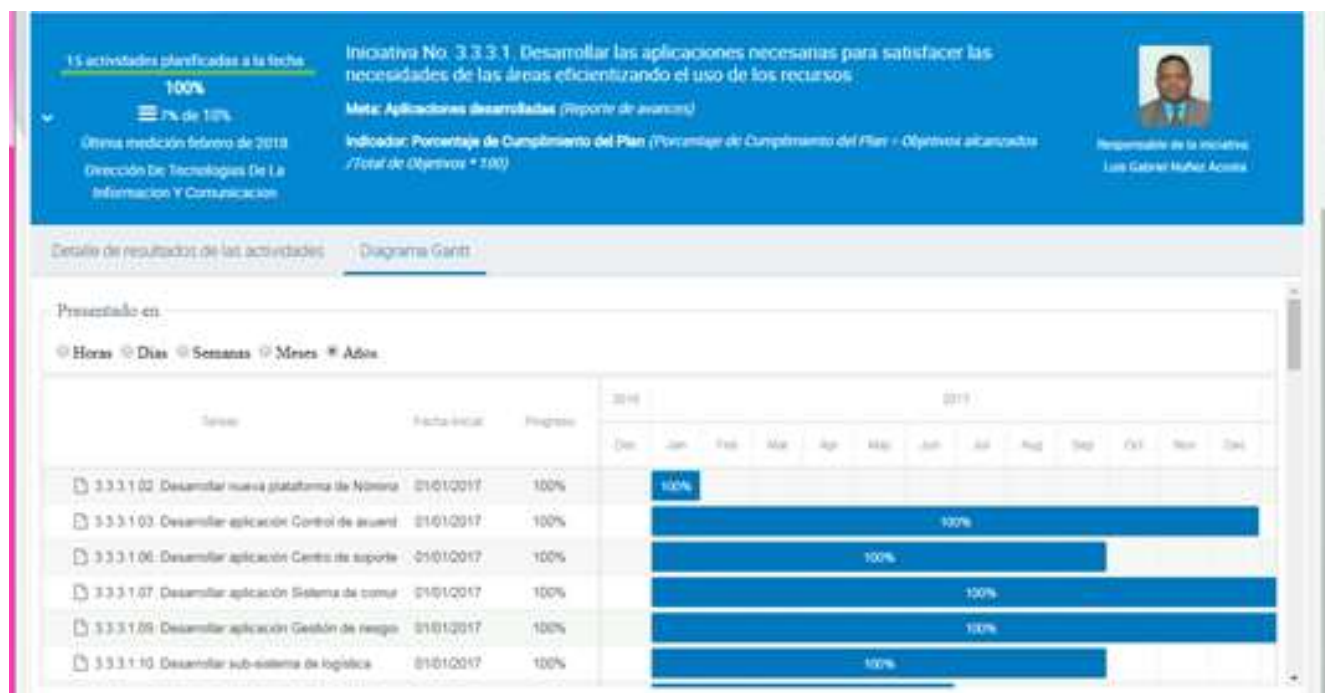 15 actividades planificadas a la fecha
100%
7% de 10%
Última medición febrero de 2018
Dirección De Tecnologias De La
Informacion Y Comunicacion
Iniciativa No. 3.3.3.1. Desarrollar las aplicaciones necesarias para satisfacer las
necesidades de las áreas eficientizando el uso de los recursos
Meta: Aplicaciones desarrolladas (Reporte de avances)
Indicador: Porcentaje de Cumplimiento del Plan (Porcentaje de Cumplimiento del Plan = Objetivos alcanzados
/Total de Objetivos * 100)
Responsable de la iniciativa
Luis Gabriel Nuñez Acosta
Detalle de resultados de las actividades Diagrama Gantt
Presentado en
Horas Dias Semanas Meses Años
Tareas Fecha Inicial Progreso 2016 2017
Dec Jan Feb Mar Apr May Jun Jul Aug Sep Oct Nov Dec
3.3.3.1.02. Desarrollar nueva plataforma de Nómina 01/01/2017 100% 100%
3.3.3.1.03. Desarrollar aplicación Control de acuerd 01/01/2017 100% 100%
3.3.3.1.06. Desarrollar aplicación Centro de soporte 01/01/2017 100% 100%
3.3.3.1.07. Desarrollar aplicación Sistema de comur 01/01/2017 100% 100%
3.3.3.1.09. Desarrollar aplicación Gestión de riesgo 01/01/2017 100% 100%
3.3.3.1.10. Desarrollar sub-sistema de logística 01/01/2017 100% 100%